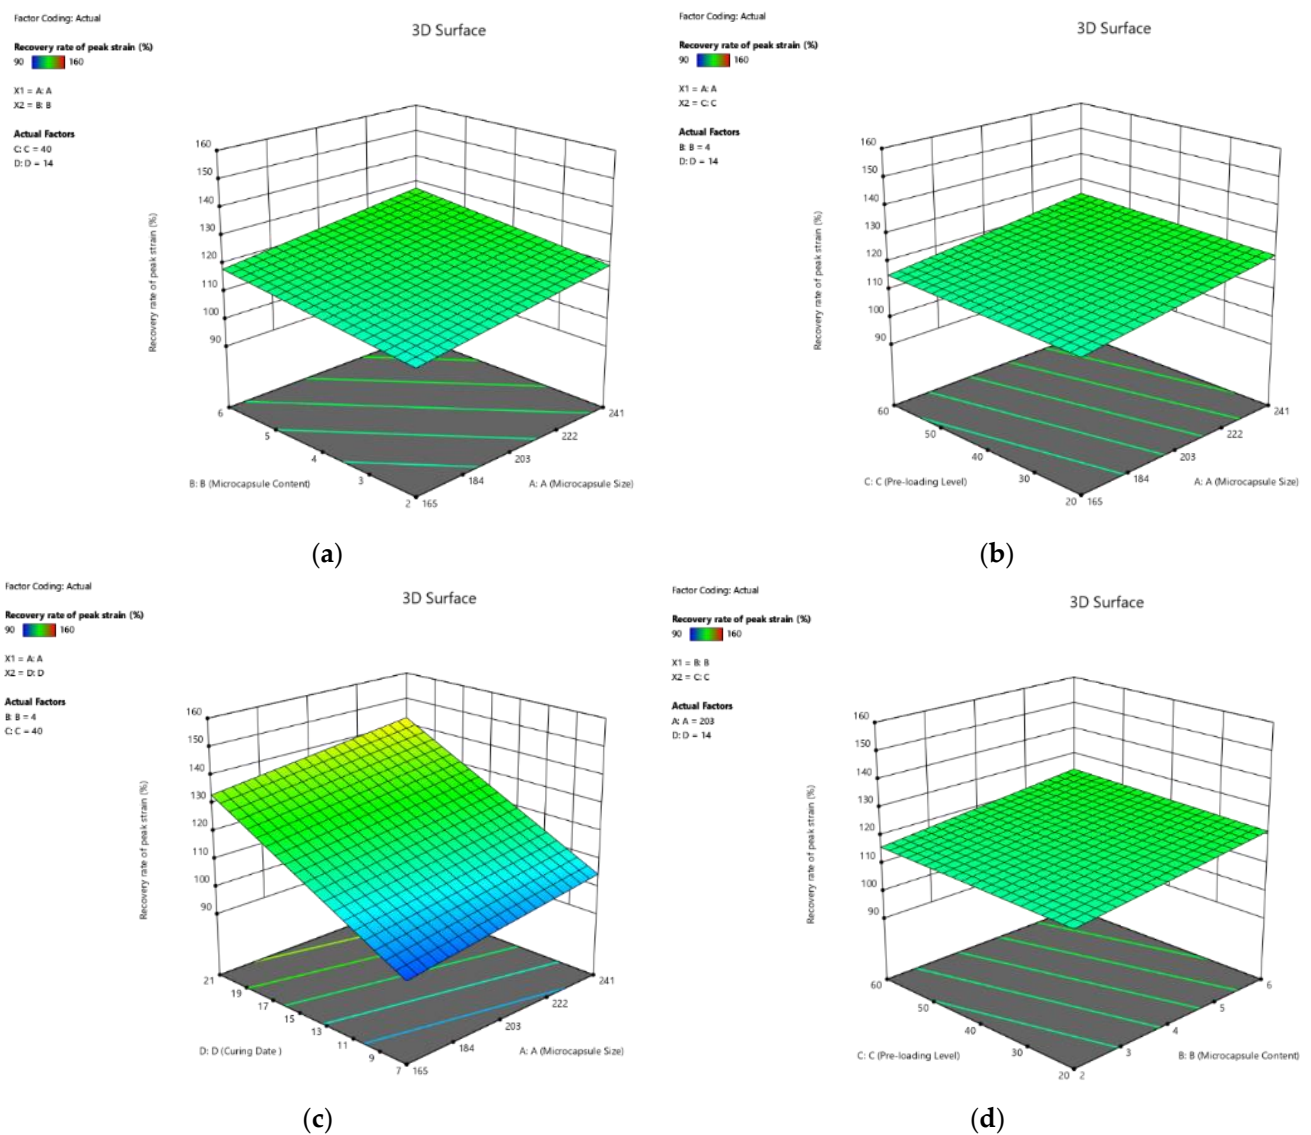 Factor Coding: Actual
3D Surface
Recovery rate of peak strain (%)
90 160
X1 = A: A
X2 = B: B
Actual Factors
C: C = 40
D: D = 14
160
150
140
130
120
110
100
90
Recovery rate of peak strain (%)
6
5
4
3
2
165
184
203
222
241
B: B (Microcapsule Content)
A: A (Microcapsule Size)
(a)
Factor Coding: Actual
3D Surface
Recovery rate of peak strain (%)
90 160
X1 = A: A
X2 = C: C
Actual Factors
B: B = 4
D: D = 14
160
150
140
130
120
110
100
90
Recovery rate of peak strain (%)
60
50
40
30
20
165
184
203
222
241
C: C (Pre-loading Level)
A: A (Microcapsule Size)
(b)
Factor Coding: Actual
3D Surface
Recovery rate of peak strain (%)
90 160
X1 = A: A
X2 = D: D
Actual Factors
B: B = 4
C: C = 40
160
150
140
130
120
110
100
90
Recovery rate of peak strain (%)
21
19
17
15
13
11
9
7
165
184
203
222
241
D: D (Curing Date )
A: A (Microcapsule Size)
(c)
Factor Coding: Actual
3D Surface
Recovery rate of peak strain (%)
90 160
X1 = B: B
X2 = C: C
Actual Factors
A: A = 203
D: D = 14
160
150
140
130
120
110
100
90
Recovery rate of peak strain (%)
60
50
40
30
20
2
3
4
5
6
C: C (Pre-loading Level)
B: B (Microcapsule Content)
(d)